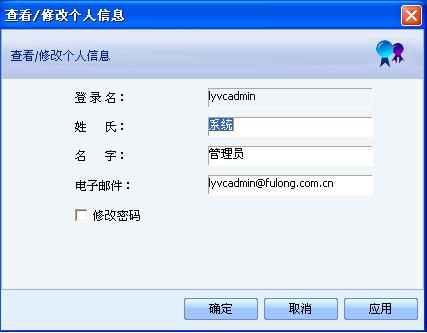 查看/修改个人信息
查看/修改个人信息
登 录 名： lyvcadmin
姓 氏： 系统
名 字： 管理员
电子邮件： lyvcadmin@fulong.com.cn
修改密码
确定 取消 应用